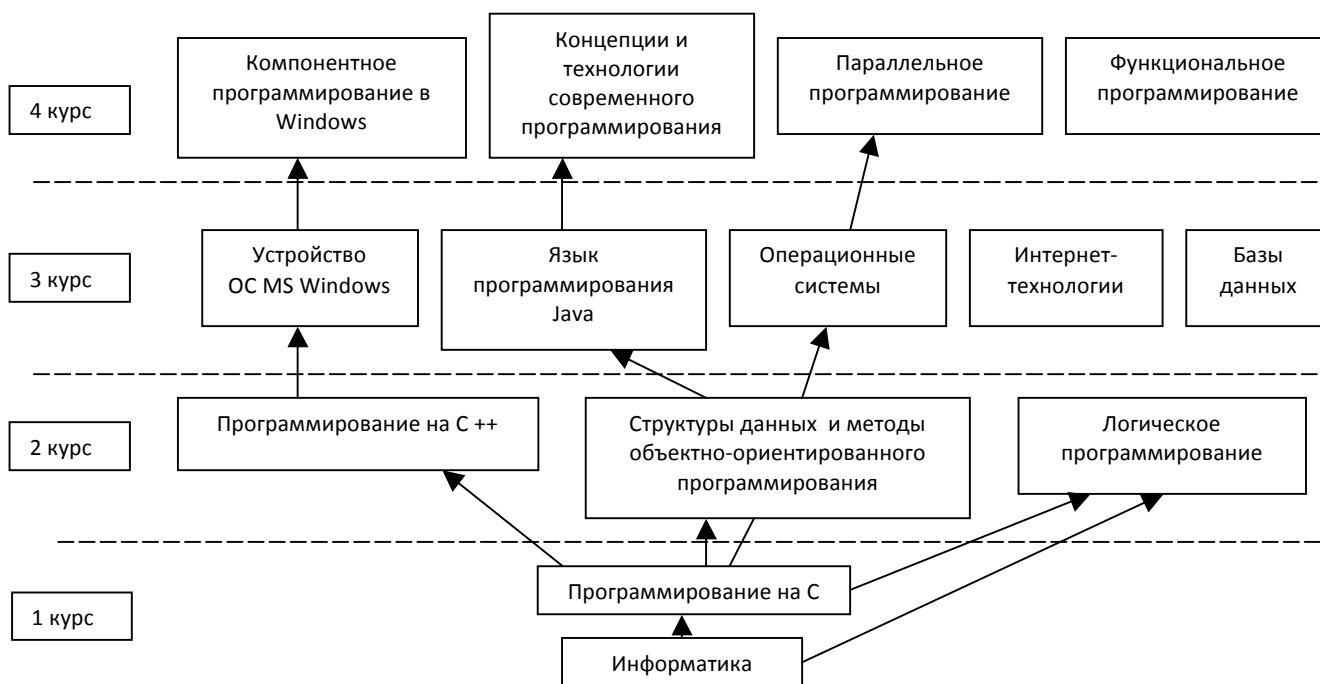 4 курс
Компонентное
программирование в
Windows
Концепции и
технологии
современного
программирования
Параллельное
программирование
Функциональное
программирование
3 курс
Устройство
ОС MS Windows
Язык
программирования
Java
Операционные
системы
Интернет-
технологии
Базы
данных
2 курс
Программирование на С ++
Структуры данных и методы
объектно-ориентированного
программирования
Логическое
программирование
1 курс
Программирование на С
Информатика